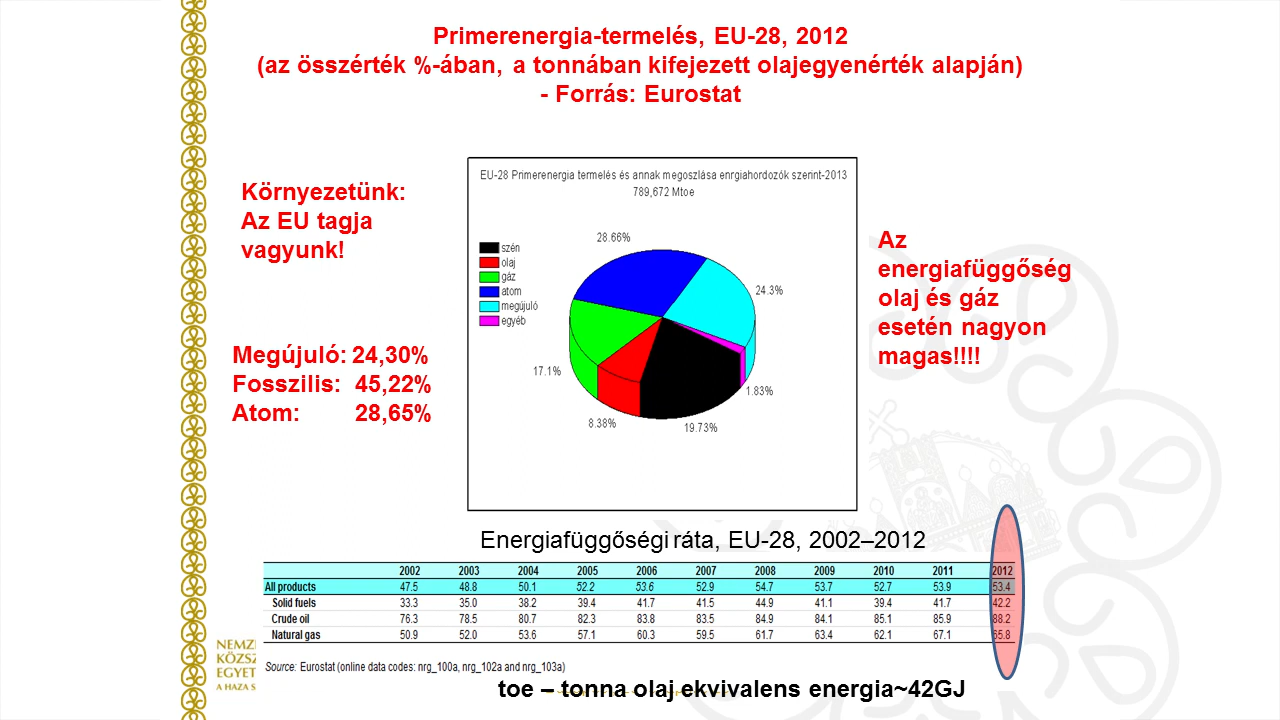 Primerenergia-termelés, EU-28, 2012
(az összérték %-ában, a tonnában kifejezett olajegyenérték alapján)
- Forrás: Eurostat
Környezetünk:
Az EU tagja
vagyunk!
Megújuló: 24,30%
Fosszilis: 45,22%
Atom: 28,65%
EU-28 Primerenergia termelés és annak megoszlása enrgiahordozók szerint-2013
789,672 Mtoe
szén
olaj
gáz
atom
megújuló
egyéb
28.66%
24.3%
17.1%
1.83%
8.38%
19.73%
Az
energiafüggőség
olaj és gáz
esetén nagyon
magas!!!!
Energiafüggőségi ráta, EU-28, 2002–2012
2002 2003 2004 2005 2006 2007 2008 2009 2010 2011 2012
All products 47.5 48.8 50.1 52.2 53.6 52.9 54.7 53.7 52.7 53.9 53.4
Solid fuels 33.3 35.0 38.2 39.4 41.7 41.5 44.9 41.1 39.4 41.7 42.2
Crude oil 76.3 78.5 80.7 82.3 83.8 83.5 84.9 84.1 85.1 85.9 88.2
Natural gas 50.9 52.0 53.6 57.1 60.3 59.5 61.7 63.4 62.1 67.1 65.8
Source: Eurostat (online data codes: nrg_100a, nrg_102a and nrg_103a)
NEMZ
KÖZSZ
EGYET
A HAZA S
toe – tonna olaj ekvivalens energia~42GJ